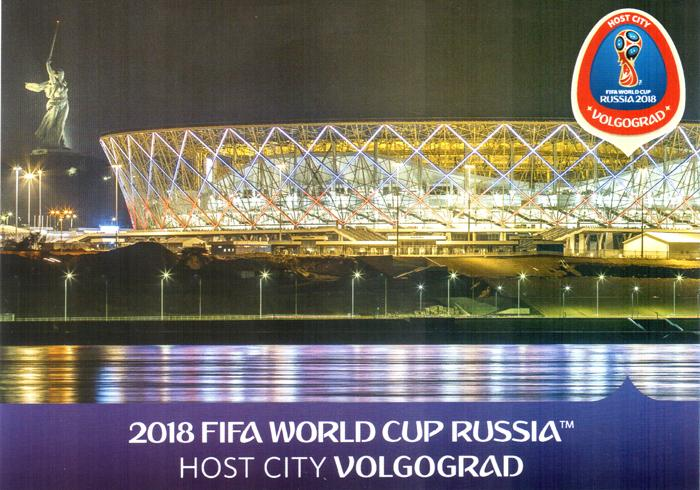 HOST CITY
FIFA WORLD CUP
RUSSIA 2018
VOLGOGRAD
2018 FIFA WORLD CUP RUSSIA™
HOST CITY VOLGOGRAD